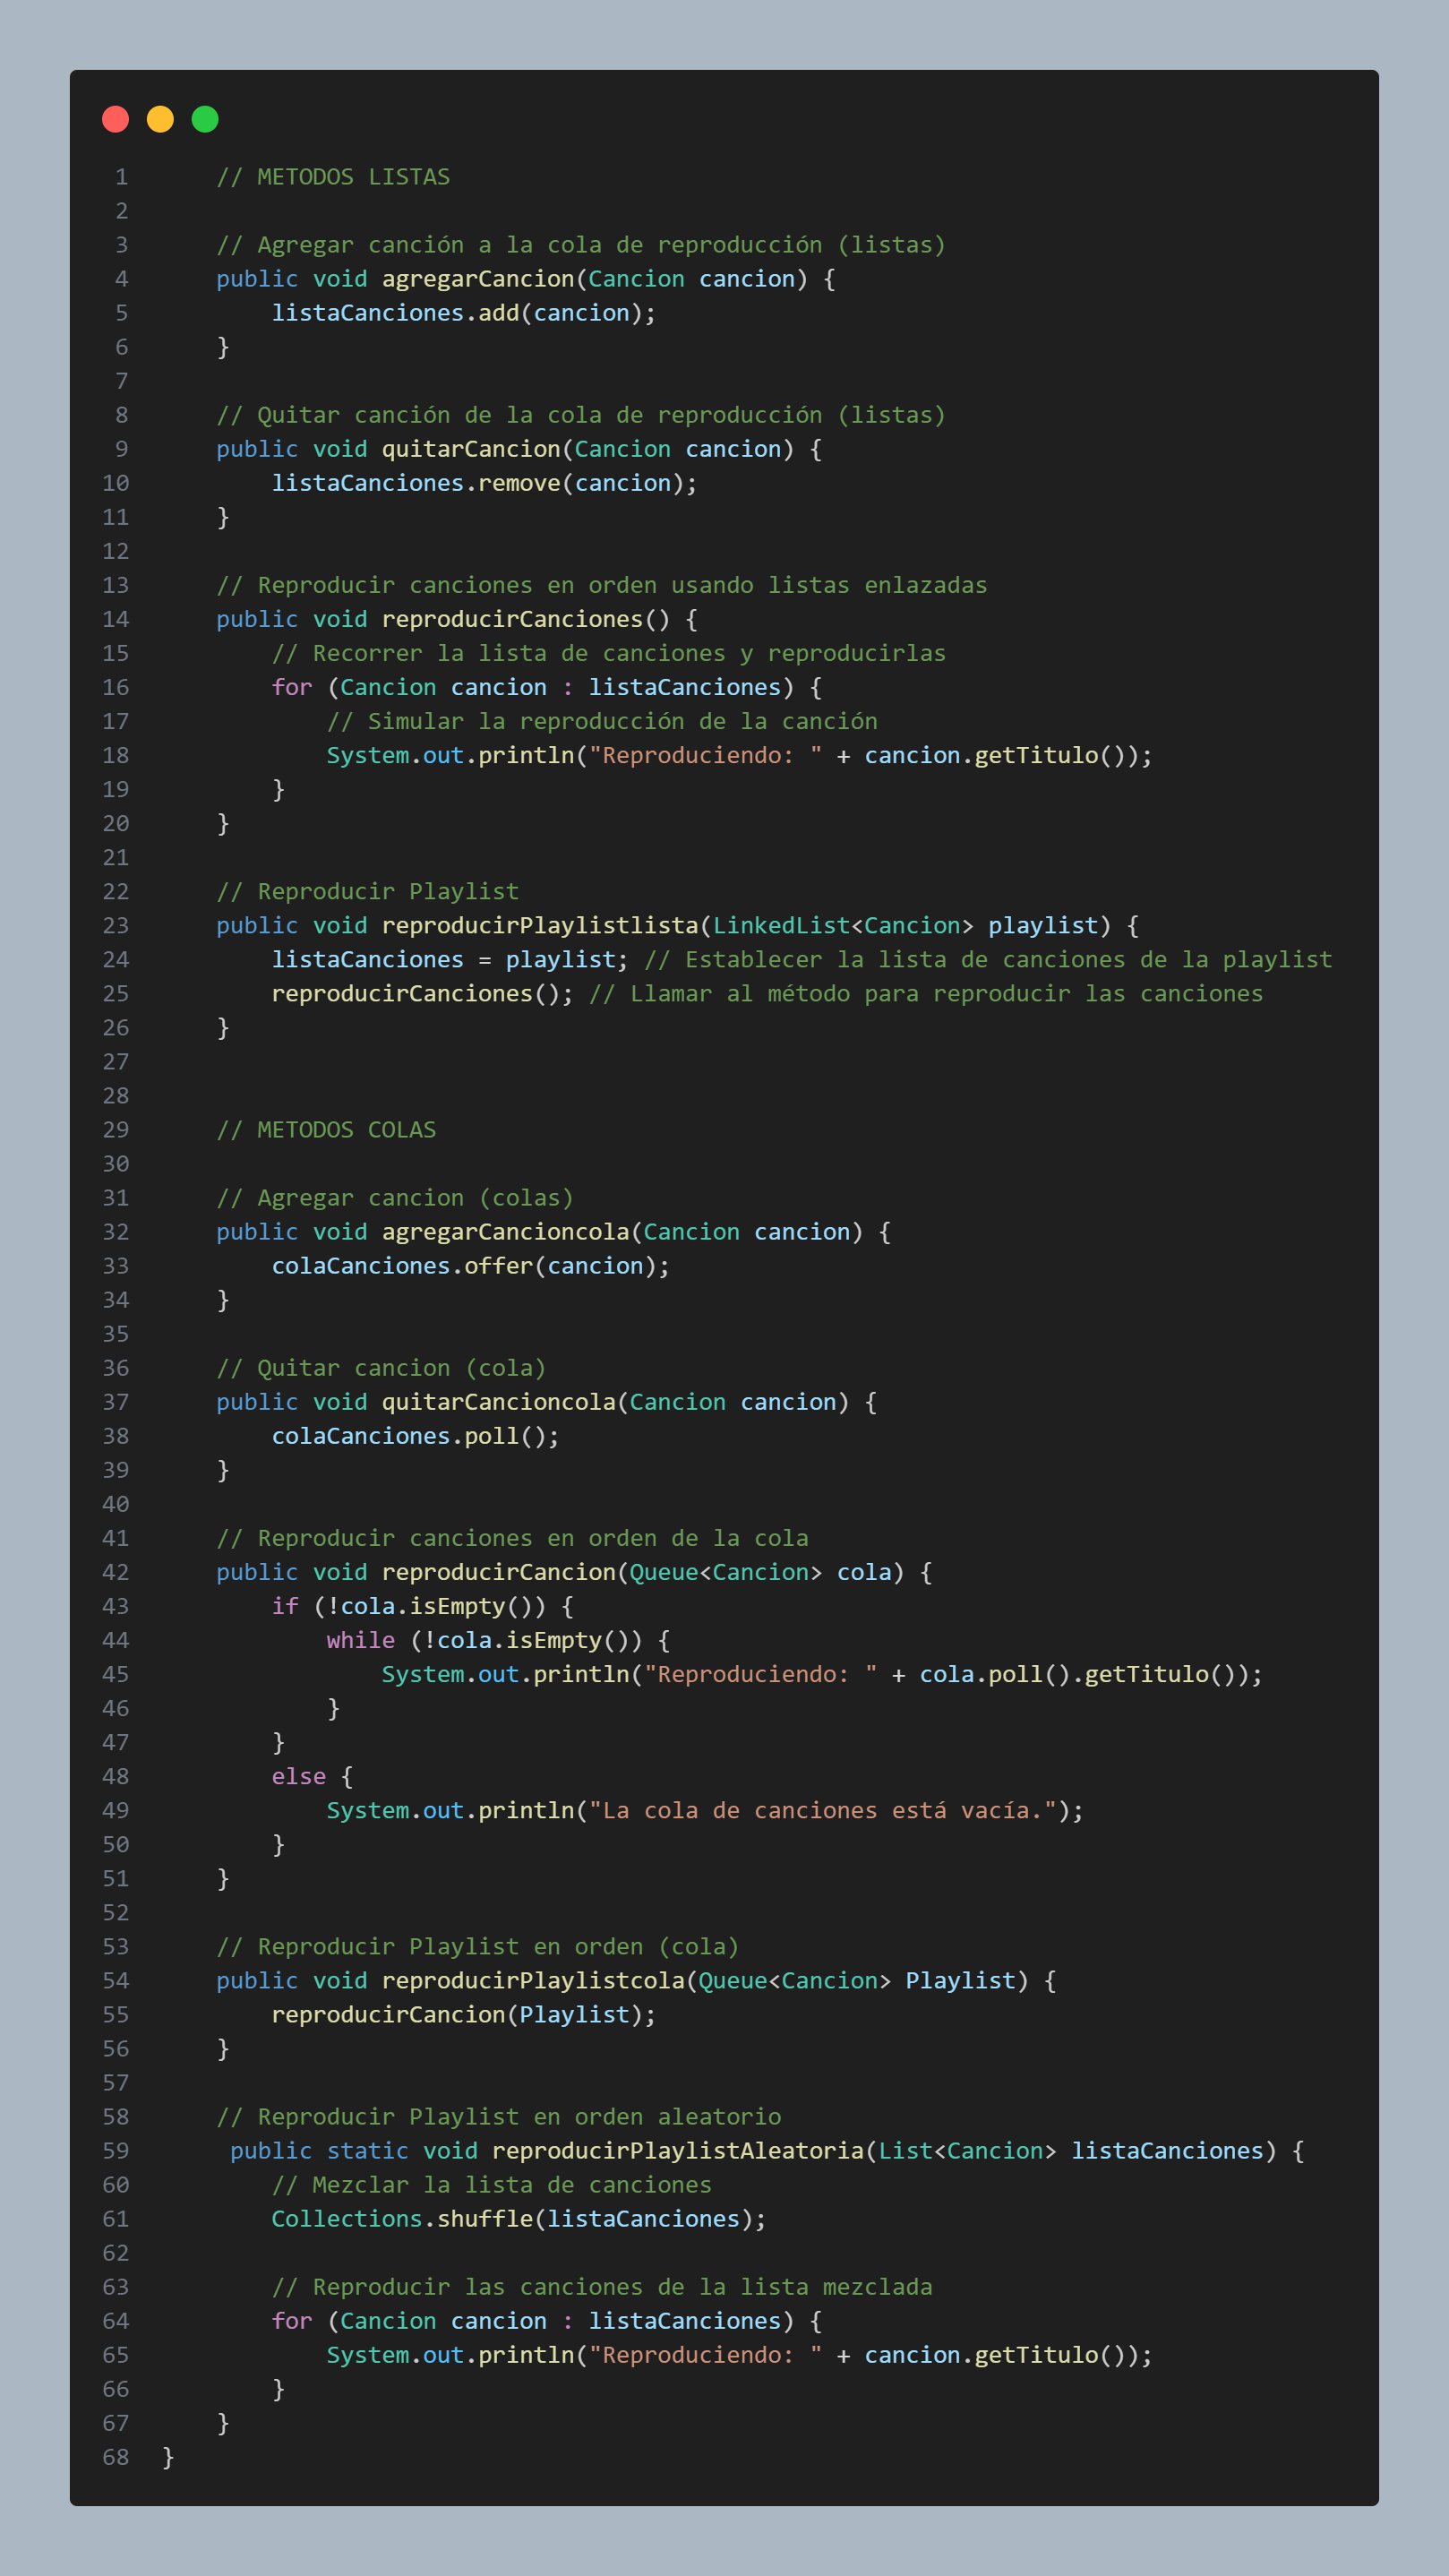 1 // METODOS LISTAS
2
3 // Agregar canción a la cola de reproducción (listas)
4 public void agregarCancion(Cancion cancion) {
5 listaCanciones.add(cancion);
6 }
7
8 // Quitar canción de la cola de reproducción (listas)
9 public void quitarCancion(Cancion cancion) {
10 listaCanciones.remove(cancion);
11 }
12
13 // Reproducir canciones en orden usando listas enlazadas
14 public void reproducirCanciones() {
15 // Recorrer la lista de canciones y reproducirlas
16 for (Cancion cancion : listaCanciones) {
17 // Simular la reproducción de la canción
18 System.out.println("Reproduciendo: " + cancion.getTitulo());
19 }
20 }
21
22 // Reproducir Playlist
23 public void reproducirPlaylistlista(LinkedList<Cancion> playlist) {
24 listaCanciones = playlist; // Establecer la lista de canciones de la playlist
25 reproducirCanciones(); // Llamar al método para reproducir las canciones
26 }
27
28
29 // METODOS COLAS
30
31 // Agregar cancion (colas)
32 public void agregarCancioncola(Cancion cancion) {
33 colaCanciones.offer(cancion);
34 }
35
36 // Quitar cancion (cola)
37 public void quitarCancioncola(Cancion cancion) {
38 colaCanciones.poll();
39 }
40
41 // Reproducir canciones en orden de la cola
42 public void reproducirCancion(Queue<Cancion> cola) {
43 if (!cola.isEmpty()) {
44 while (!cola.isEmpty()) {
45 System.out.println("Reproduciendo: " + cola.poll().getTitulo());
46 }
47 }
48 else {
49 System.out.println("La cola de canciones está vacía.");
50 }
51 }
52
53 // Reproducir Playlist en orden (cola)
54 public void reproducirPlaylistcola(Queue<Cancion> Playlist) {
55 reproducirCancion(Playlist);
56 }
57
58 // Reproducir Playlist en orden aleatorio
59 public static void reproducirPlaylistAleatoria(List<Cancion> listaCanciones) {
60 // Mezclar la lista de canciones
61 Collections.shuffle(listaCanciones);
62
63 // Reproducir las canciones de la lista mezclada
64 for (Cancion cancion : listaCanciones) {
65 System.out.println("Reproduciendo: " + cancion.getTitulo());
66 }
67 }
68 }